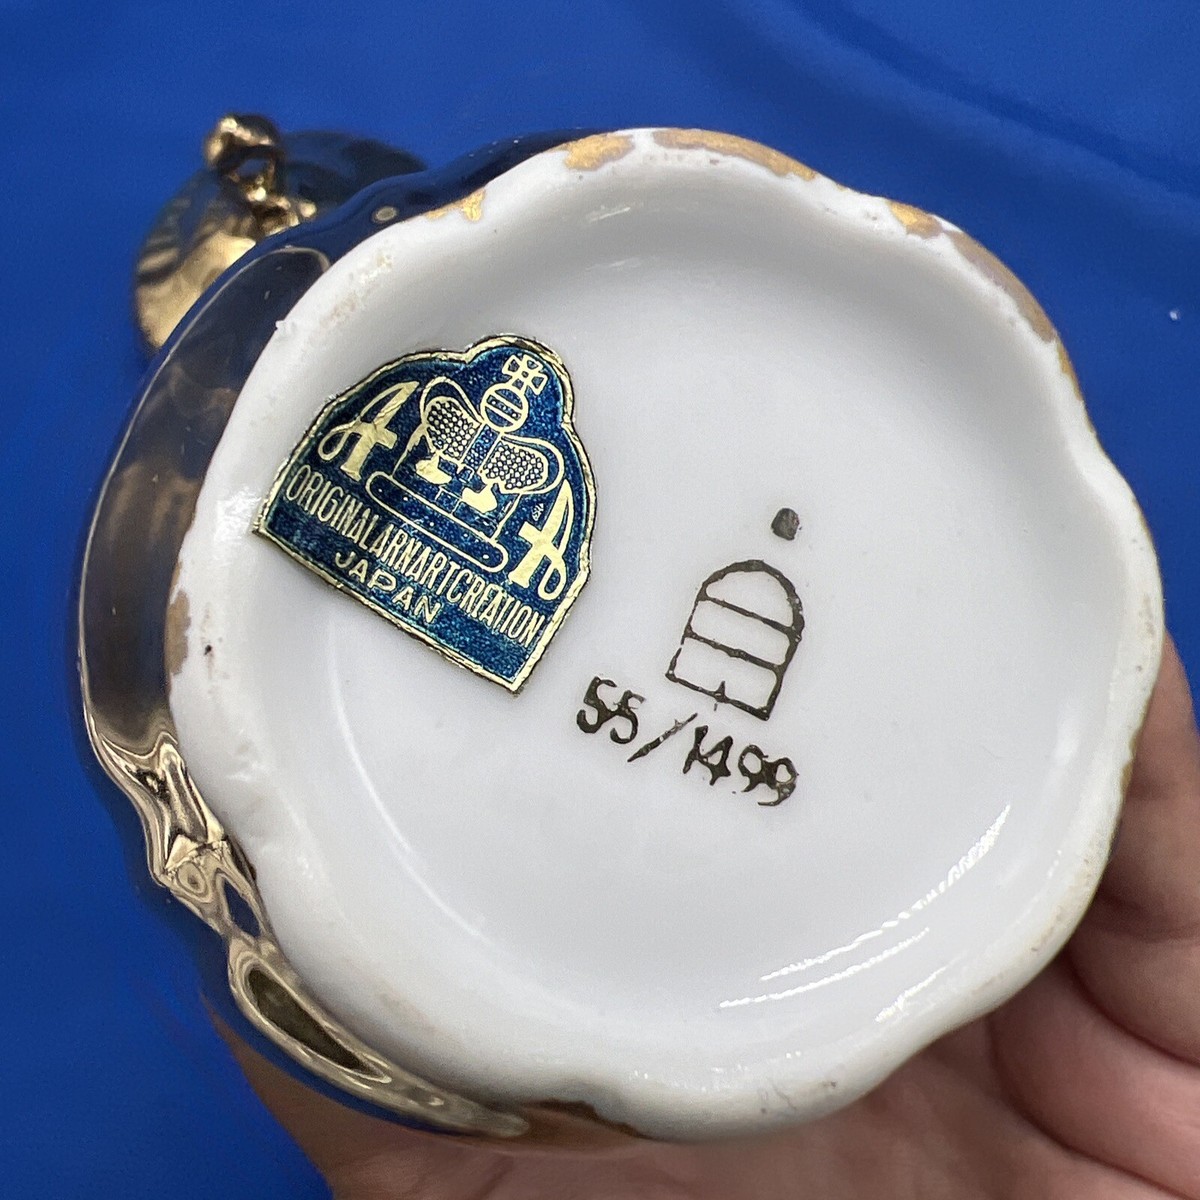 A A
ORIGINAL ARNART CREATION
JAPAN
55/1499